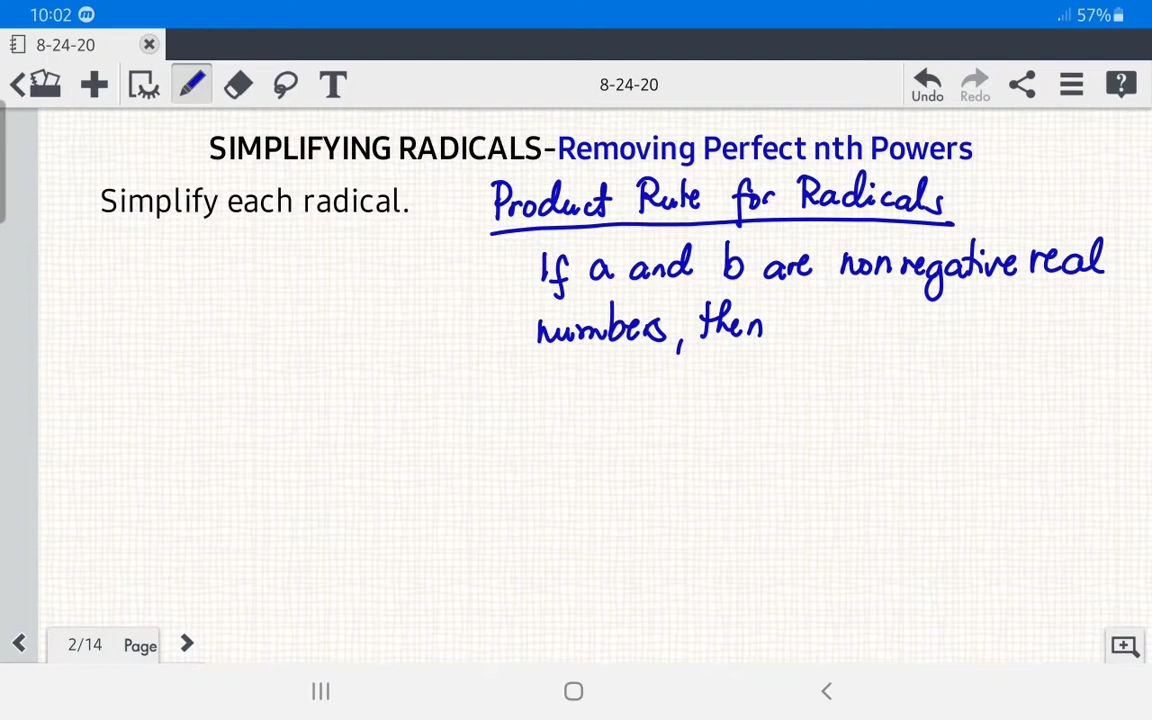 10:02
57%
8-24-20
8-24-20
Undo
Redo
SIMPLIFYING RADICALS-Removing Perfect nth Powers
Simplify each radical.
Product Rule for Radicals
If a and b are nonnegative real
numbers, then
2/14 Page